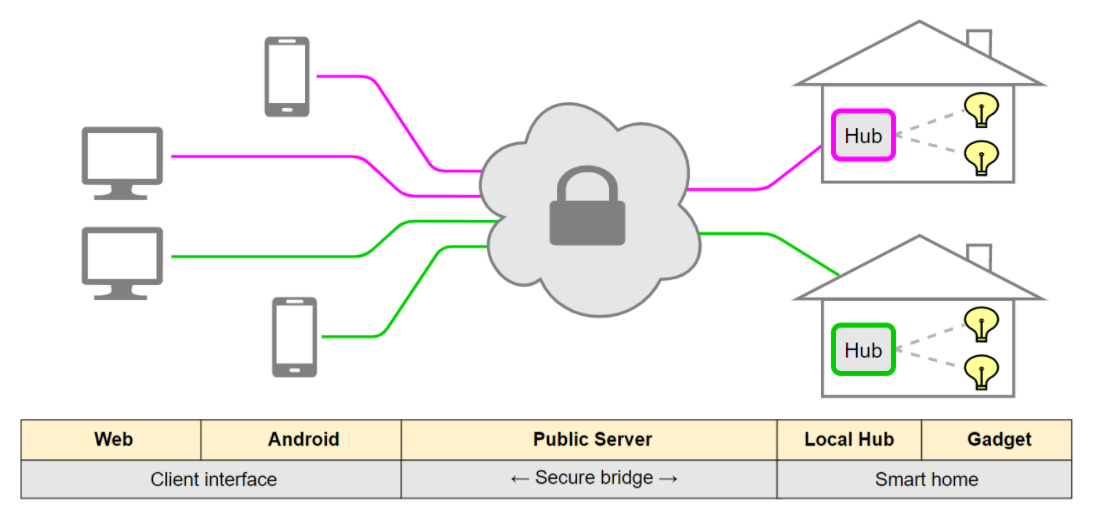 Hub
Hub
Web Android Public Server Local Hub Gadget
Client interface ← Secure bridge → Smart home